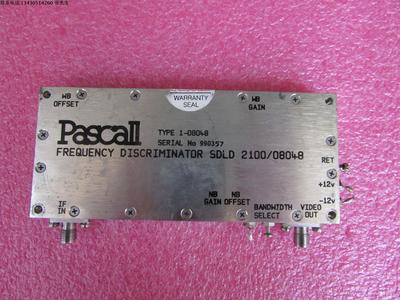 WB
OFFSET
WARRANTY
SEAL
WB
GAIN
Pascall
TYPE 1-08048
SERIAL No 990357
FREQUENCY DISCRIMINATOR SDLD 2100/08048
RET
+12v
-12v
IF
IN
NB
GAIN
NB
OFFSET
BANDWIDTH
SELECT
VIDEO
OUT